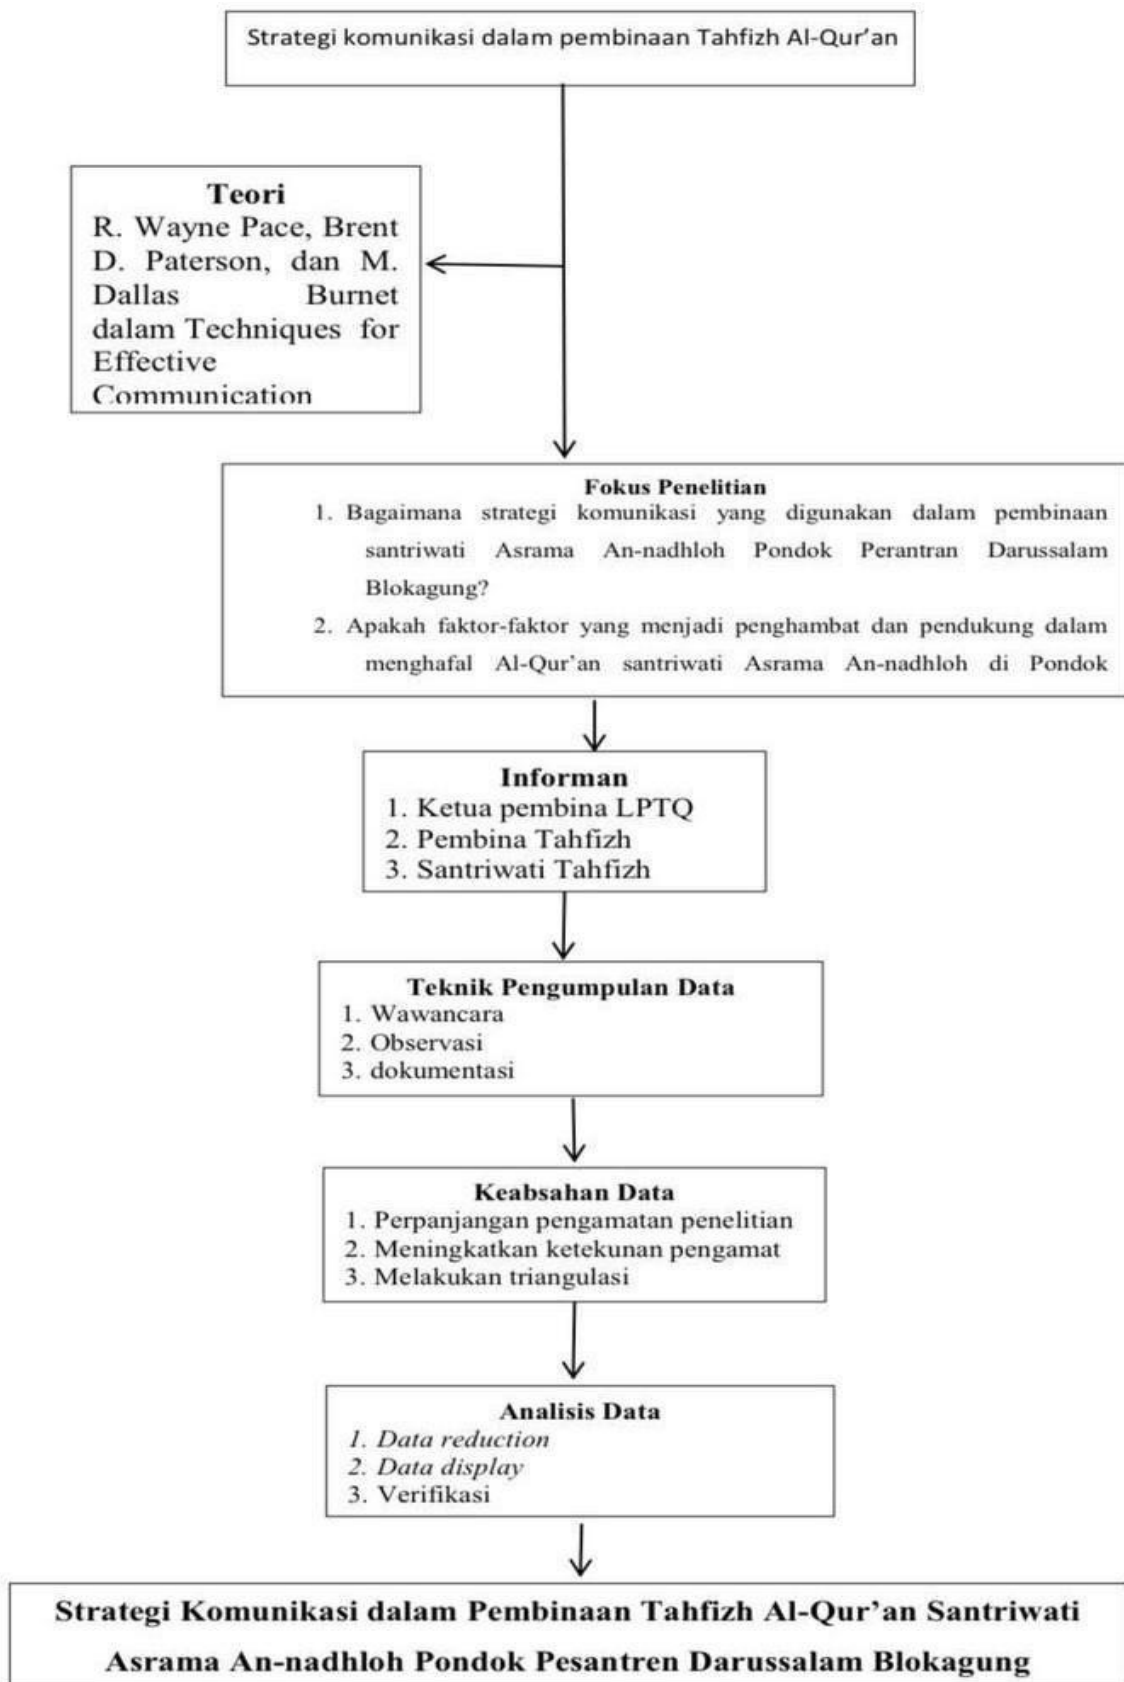 Strategi komunikasi dalam pembinaan Tahfizh Al-Qur'an
Teori
R. Wayne Pace, Brent
D. Paterson, dan M.
Dallas Burnet
dalam Techniques for
Effective
Communication
Fokus Penelitian
1. Bagaimana strategi komunikasi yang digunakan dalam pembinaan
santriwati Asrama An-nadhloh Pondok Perantran Darussalam
Blokagung?
2. Apakah faktor-faktor yang menjadi penghambat dan pendukung dalam
menghafal Al-Qur'an santriwati Asrama An-nadhloh di Pondok
Informan
1. Ketua pembina LPTQ
2. Pembina Tahfizh
3. Santriwati Tahfizh
Teknik Pengumpulan Data
1. Wawancara
2. Observasi
3. dokumentasi
Keabsahan Data
1. Perpanjangan pengamatan penelitian
2. Meningkatkan ketekunan pengamat
3. Melakukan triangulasi
Analisis Data
1. Data reduction
2. Data display
3. Verifikasi
Strategi Komunikasi dalam Pembinaan Tahfizh Al-Qur'an Santriwati
Asrama An-nadhloh Pondok Pesantren Darussalam Blokagung